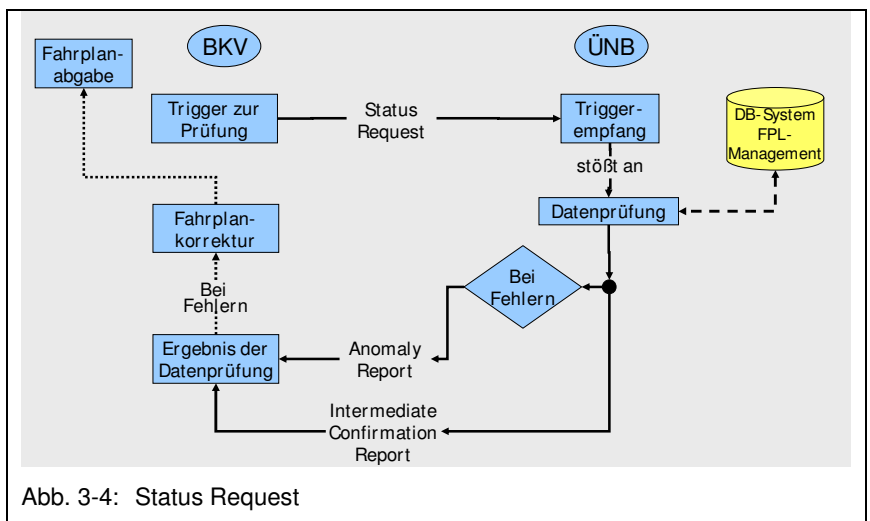 BKV
ÜNB
Fahrplan-
abgabe
Trigger zur
Prüfung
Status
Request
Trigger-
empfang
DB-System
FPL-
Management
stößt an
Datenprüfung
Fahrplan-
korrektur
Bei
Fehlern
Bei
Fehlern
Ergebnis der
Datenprüfung
Anomaly
Report
Intermediate
Confirmation
Report
Abb. 3-4: Status Request